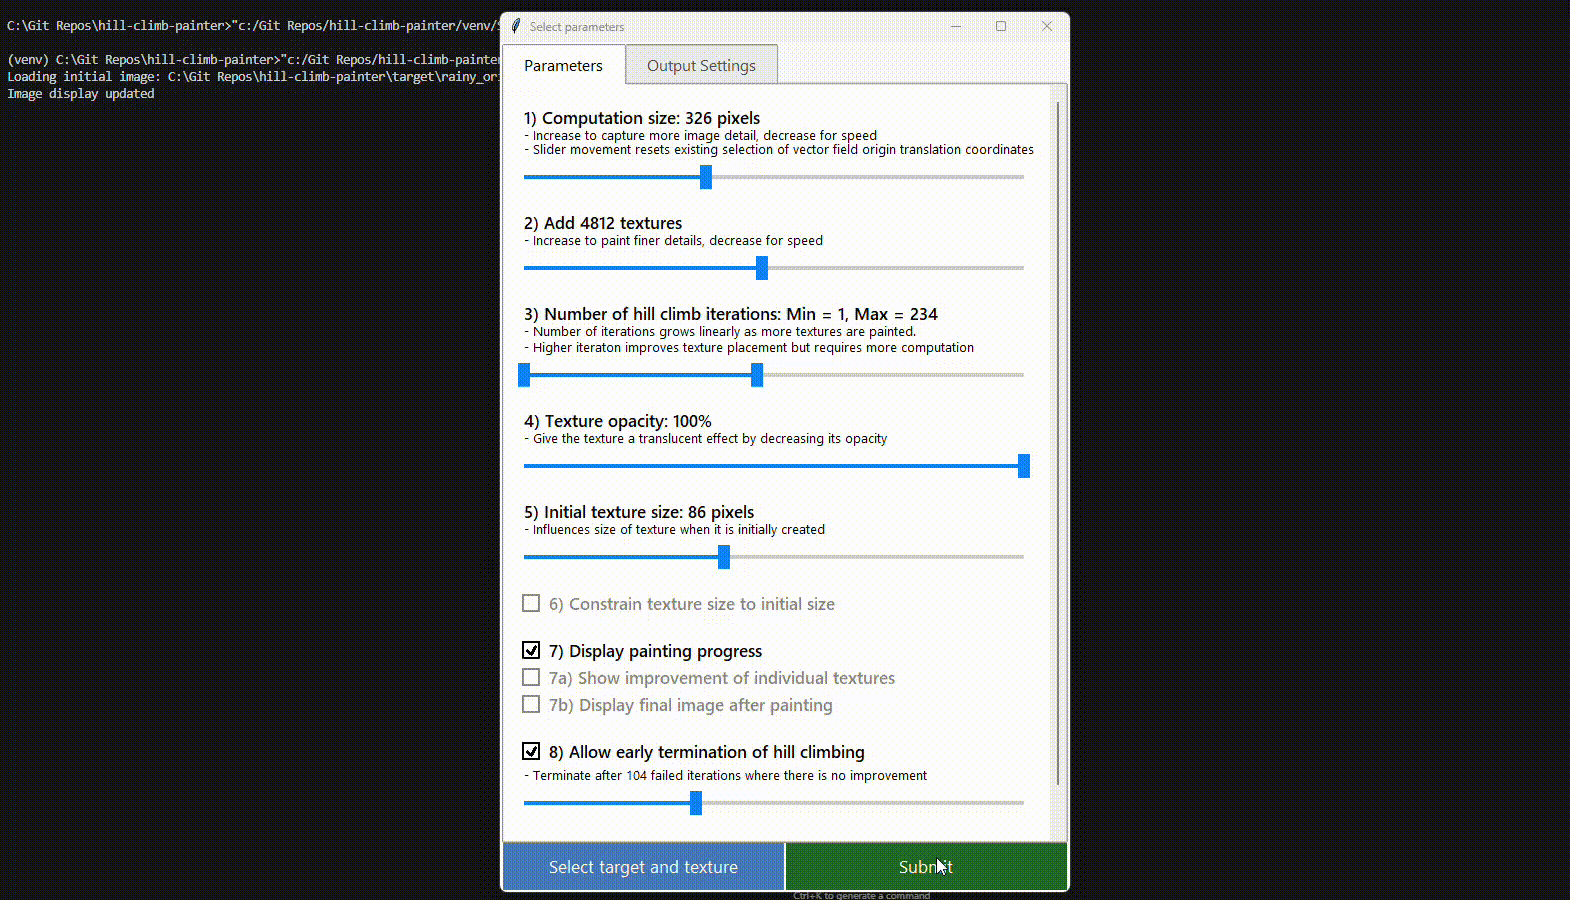 C:\Git Repos\hill-climb-painter>"c:/Git Repos/hill-climb-painter/venv/
(venv) C:\Git Repos\hill-climb-painter>"c:/Git Repos/hill-climb-painter
Loading initial image: C:\Git Repos\hill-climb-painter\target\rainy_ori
Image display updated
Select parameters
Parameters
Output Settings
1) Computation size: 326 pixels
- Increase to capture more image detail, decrease for speed
- Slider movement resets existing selection of vector field origin translation coordinates
2) Add 4812 textures
- Increase to paint finer details, decrease for speed
3) Number of hill climb iterations: Min = 1, Max = 234
- Number of iterations grows linearly as more textures are painted.
- Higher iteraton improves texture placement but requires more computation
4) Texture opacity: 100%
- Give the texture a translucent effect by decreasing its opacity
5) Initial texture size: 86 pixels
- Influences size of texture when it is initially created
6) Constrain texture size to initial size
7) Display painting progress
7a) Show improvement of individual textures
7b) Display final image after painting
8) Allow early termination of hill climbing
- Terminate after 104 failed iterations where there is no improvement
Select target and texture
Submit
Ctrl+K to generate a command